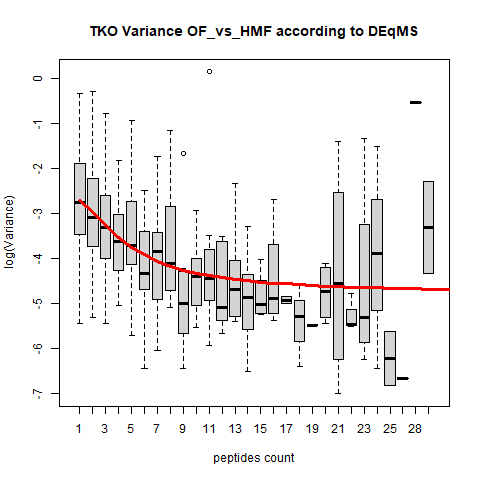 TKO Variance OF_vs_HMF according to DEqMS
log(Variance)
0
-1
-2
-3
-4
-5
-6
-7
1 3 5 7 9 11 13 15 17 19 21 23 25 28
peptides count